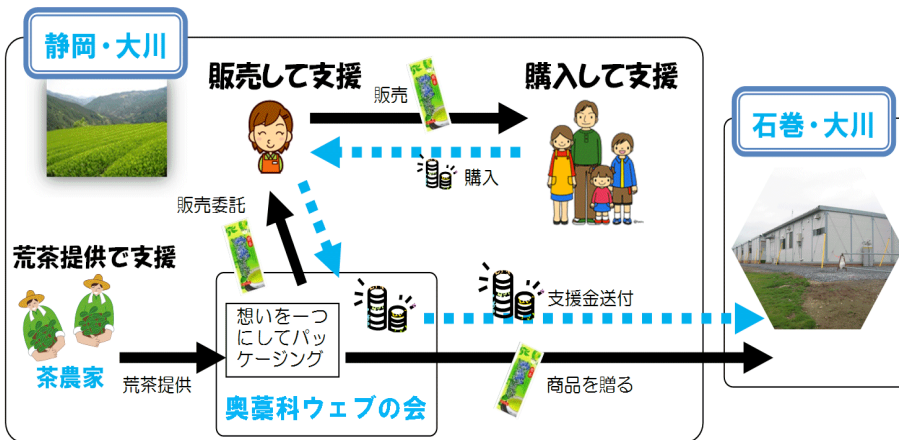 静岡・大川
販売して支援
購入して支援
販売
石巻・大川
購入
販売委託
荒茶提供で支援
支援金送付
想いを一つ
にしてパッ
ケージング
茶農家
荒茶提供
商品を贈る
奥藁科ウェブの会